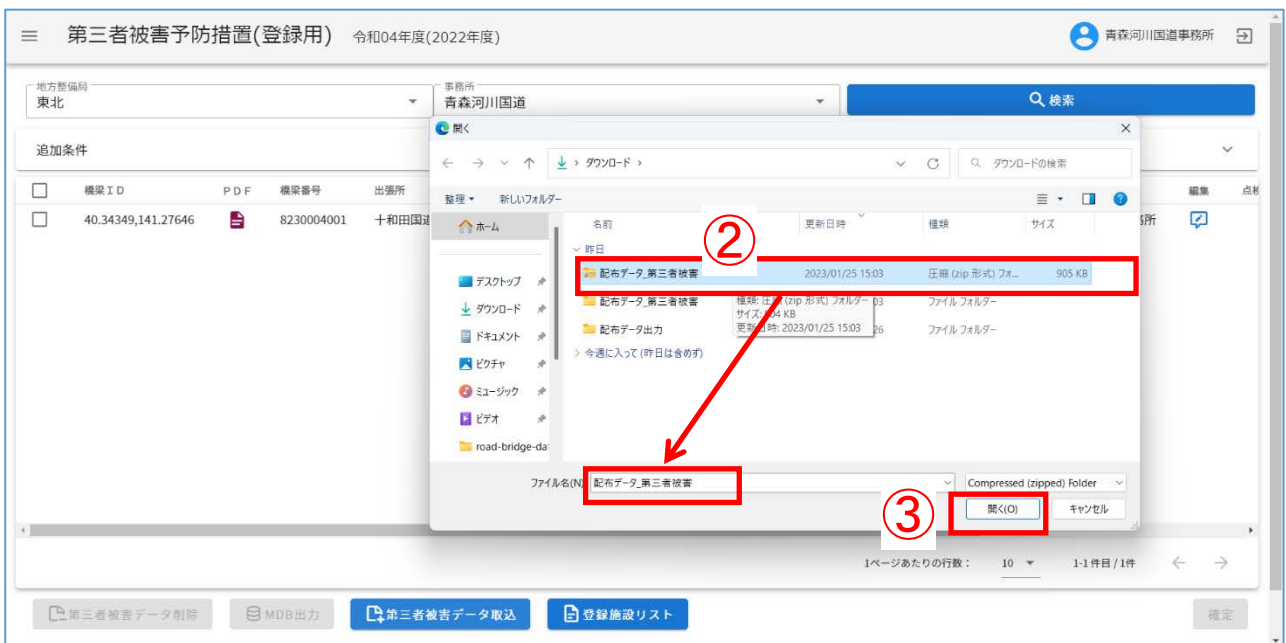 第三者被害予防措置(登録用) 令和04年度(2022年度) 青森河川国道事務所
地方整備局
東北
事務所
青森河川国道
検索
追加条件
橋梁ID PDF 橋梁番号 出張所 編集
40.34349,141.27646 8230004001 十和田国道
開く
ダウンロード
ダウンロードの検索
整理 新しいフォルダー
ホーム
デスクトップ
ダウンロード
ドキュメント
ピクチャ
ミュージック
ビデオ
road-bridge-da
名前 更新日時 種類 サイズ
昨日
②
配布データ_第三者被害 2023/01/25 15:03 圧縮 (zip 形式) フォ... 905 KB
配布データ_第三者被害 03 ファイル フォルダー
配布データ出力 26 ファイル フォルダー
種類: 圧縮 (zip 形式) フォルダー
サイズ: 904 KB
更新日時: 2023/01/25 15:03
今週に入って (昨日は含めず)
ファイル名(N) 配布データ_第三者被害 Compressed (zipped) Folder
③
開く(O) キャンセル
1ページあたりの行数: 10 1-1 件目 / 1件
第三者被害データ削除 MDB出力 第三者被害データ取込 登録施設リスト 確定